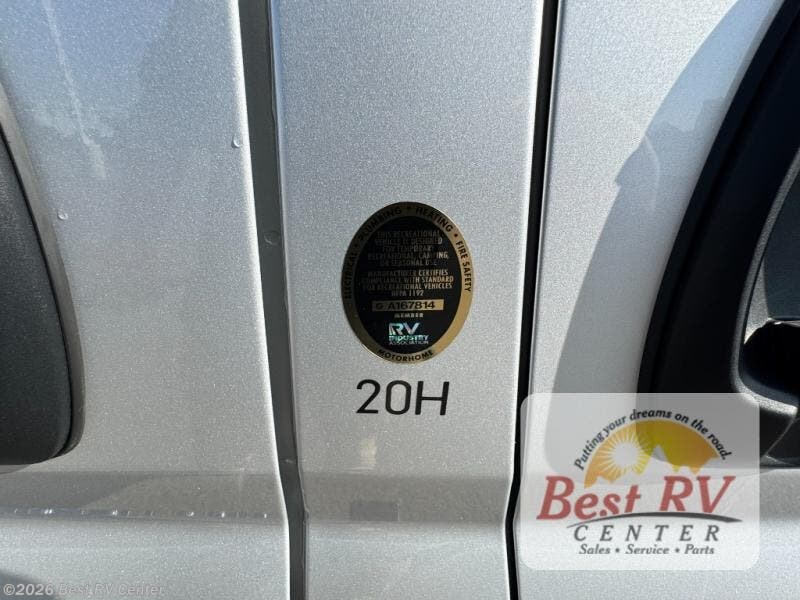 ELECTRICAL • PLUMBING • HEATING • FIRE SAFETY
THIS RECREATIONAL
VEHICLE IS DESIGNED
FOR TEMPORARY
RECREATIONAL, CAMPING,
OR SEASONAL USE
MANUFACTURER CERTIFIES
COMPLIANCE WITH STANDARD
FOR RECREATIONAL VEHICLES
NFPA 1192
G A167814
MEMBER
RV
INDUSTRY
ASSOCIATION
MOTORHOME
20H
Putting your dreams on the road.
Best RV
CENTER
Sales • Service • Parts
©2026 Best RV Center